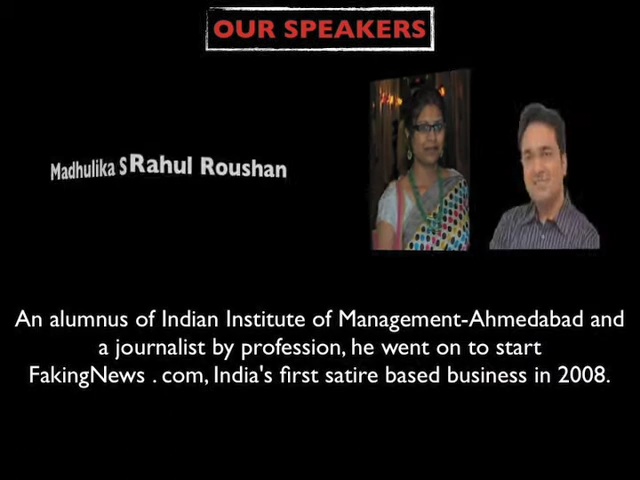 OUR SPEAKERS
Madhulika S
Rahul Roushan
An alumnus of Indian Institute of Management-Ahmedabad and
a journalist by profession, he went on to start
FakingNews . com, India's first satire based business in 2008.